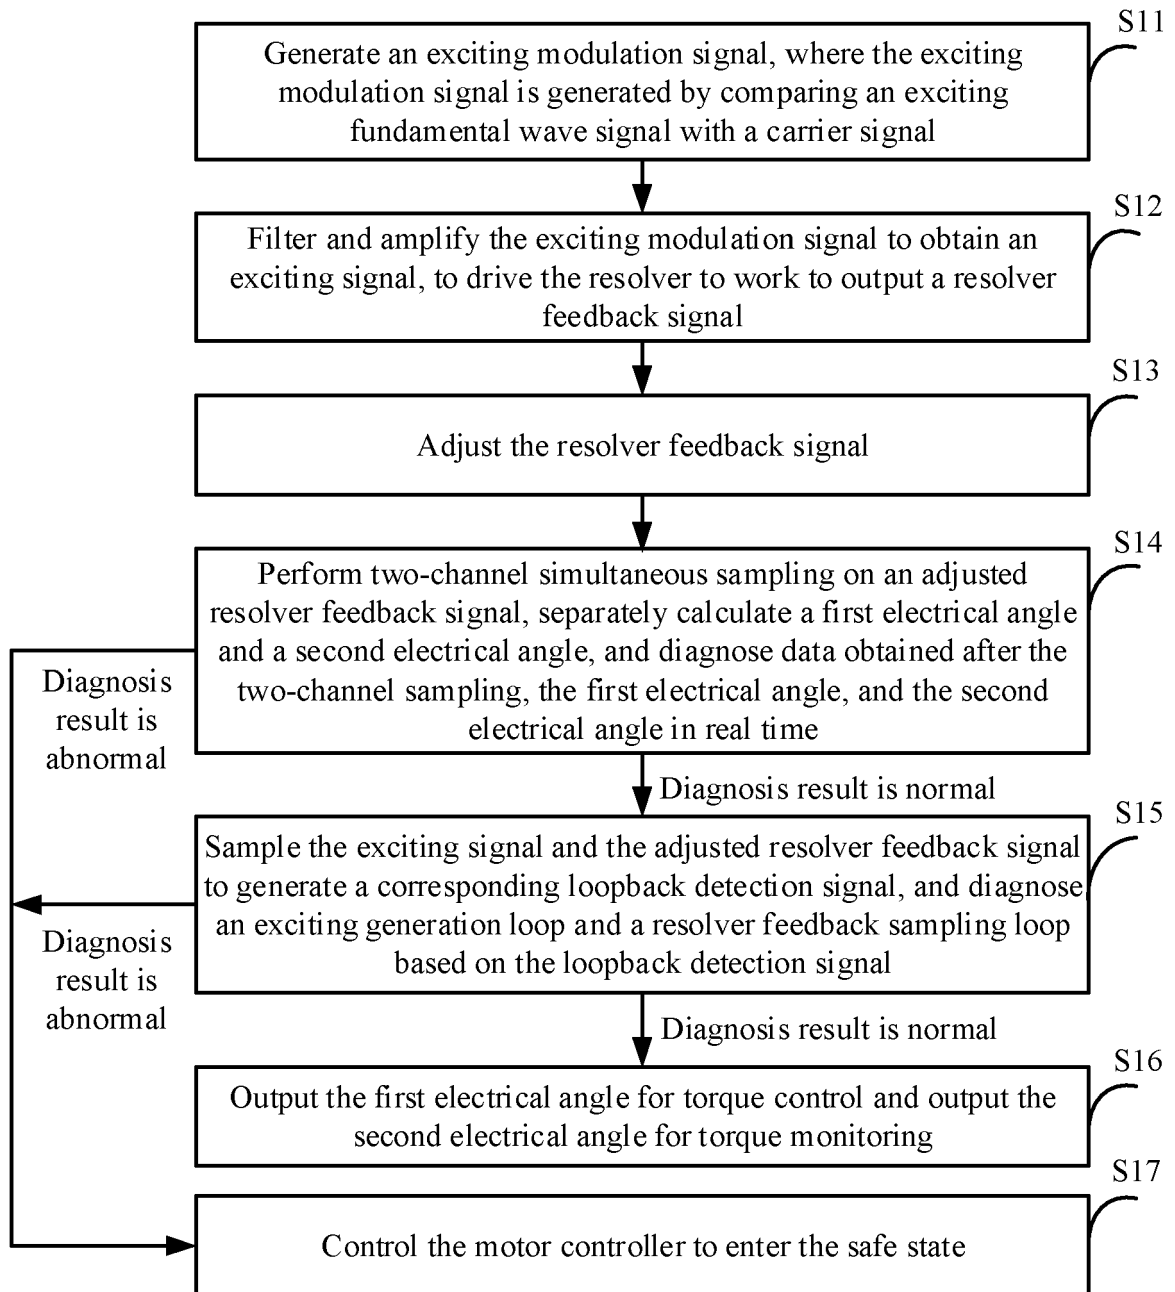 S11
Generate an exciting modulation signal, where the exciting
modulation signal is generated by comparing an exciting
fundamental wave signal with a carrier signal
S12
Filter and amplify the exciting modulation signal to obtain an
exciting signal, to drive the resolver to work to output a resolver
feedback signal
S13
Adjust the resolver feedback signal
S14
Perform two-channel simultaneous sampling on an adjusted
resolver feedback signal, separately calculate a first electrical angle
and a second electrical angle, and diagnose data obtained after the
two-channel sampling, the first electrical angle, and the second
electrical angle in real time
Diagnosis
result is
abnormal
Diagnosis result is normal
S15
Sample the exciting signal and the adjusted resolver feedback signal
to generate a corresponding loopback detection signal, and diagnose
an exciting generation loop and a resolver feedback sampling loop
based on the loopback detection signal
Diagnosis
result is
abnormal
Diagnosis result is normal
S16
Output the first electrical angle for torque control and output the
second electrical angle for torque monitoring
S17
Control the motor controller to enter the safe state